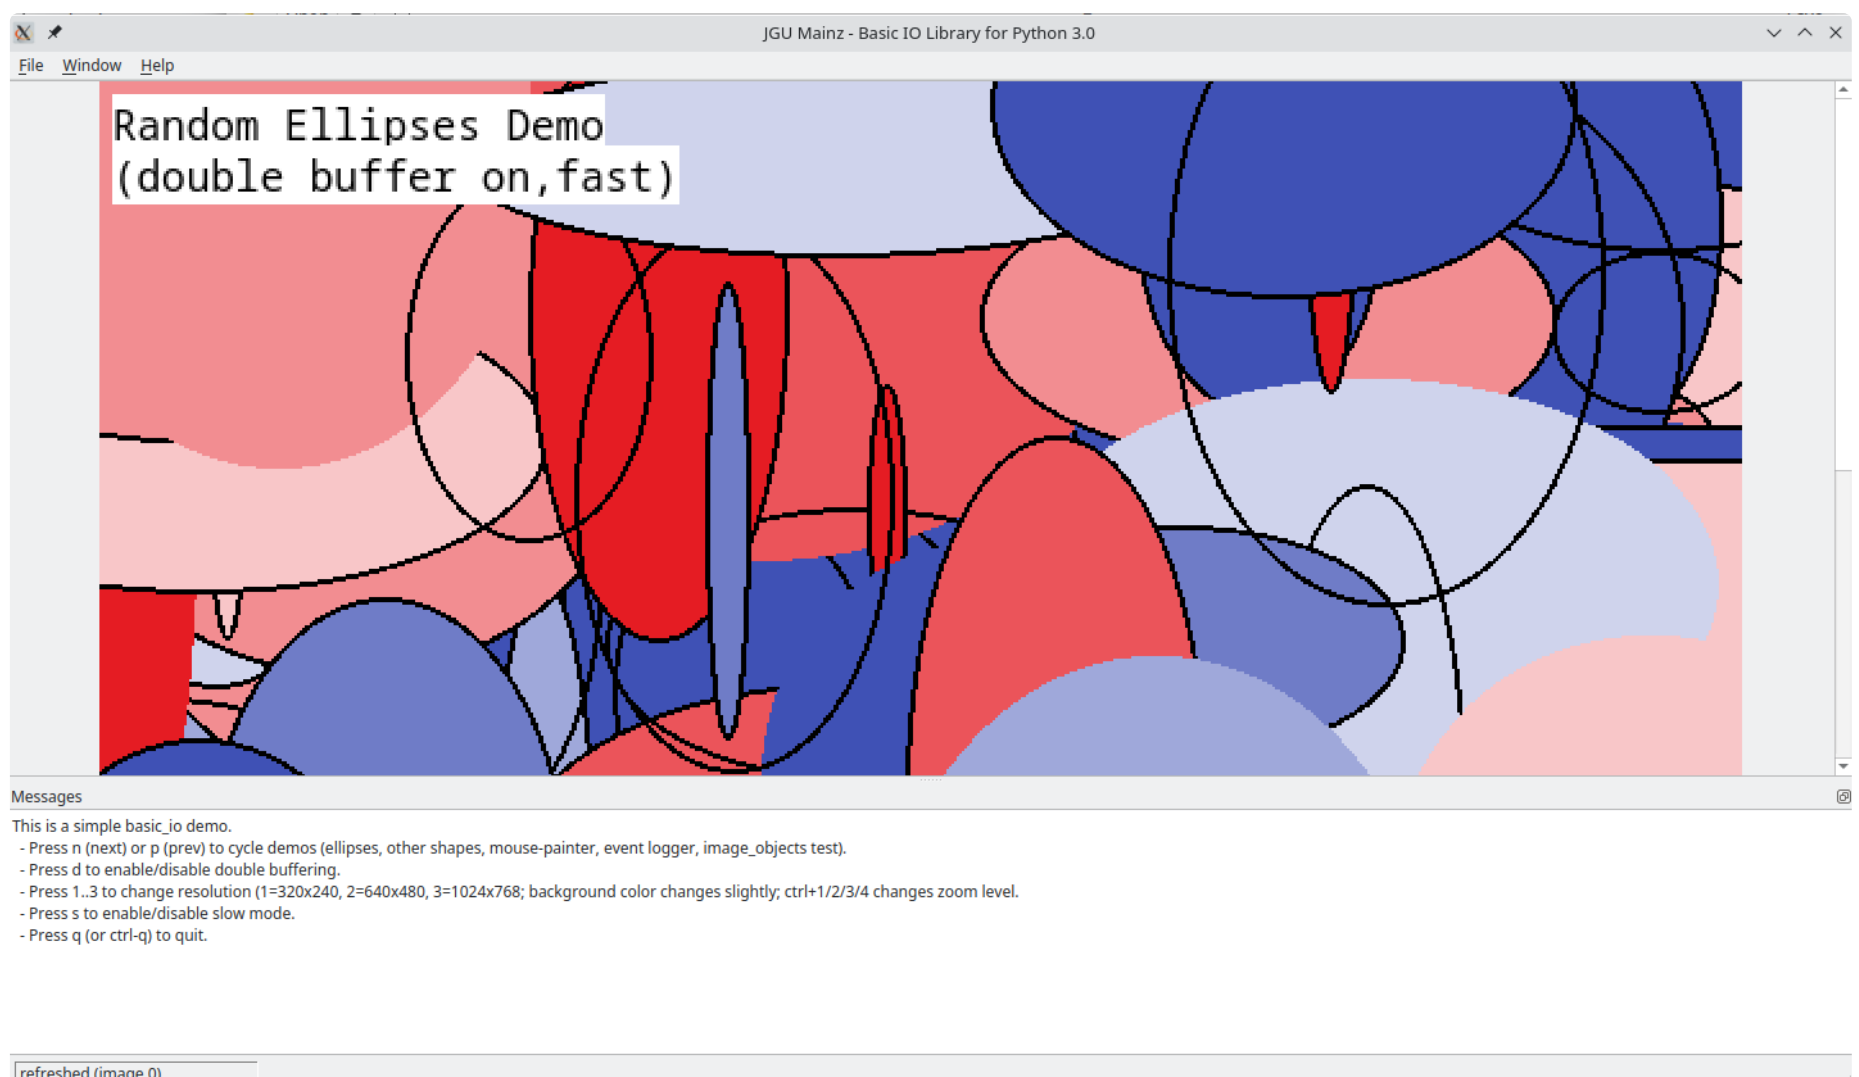 JGU Mainz - Basic IO Library for Python 3.0
File Window Help
Random Ellipses Demo
(double buffer on,fast)
Messages
This is a simple basic_io demo.
- Press n (next) or p (prev) to cycle demos (ellipses, other shapes, mouse-painter, event logger, image_objects test).
- Press d to enable/disable double buffering.
- Press 1..3 to change resolution (1=320x240, 2=640x480, 3=1024x768; background color changes slightly; ctrl+1/2/3/4 changes zoom level.
- Press s to enable/disable slow mode.
- Press q (or ctrl-q) to quit.
refreshed (image 0)